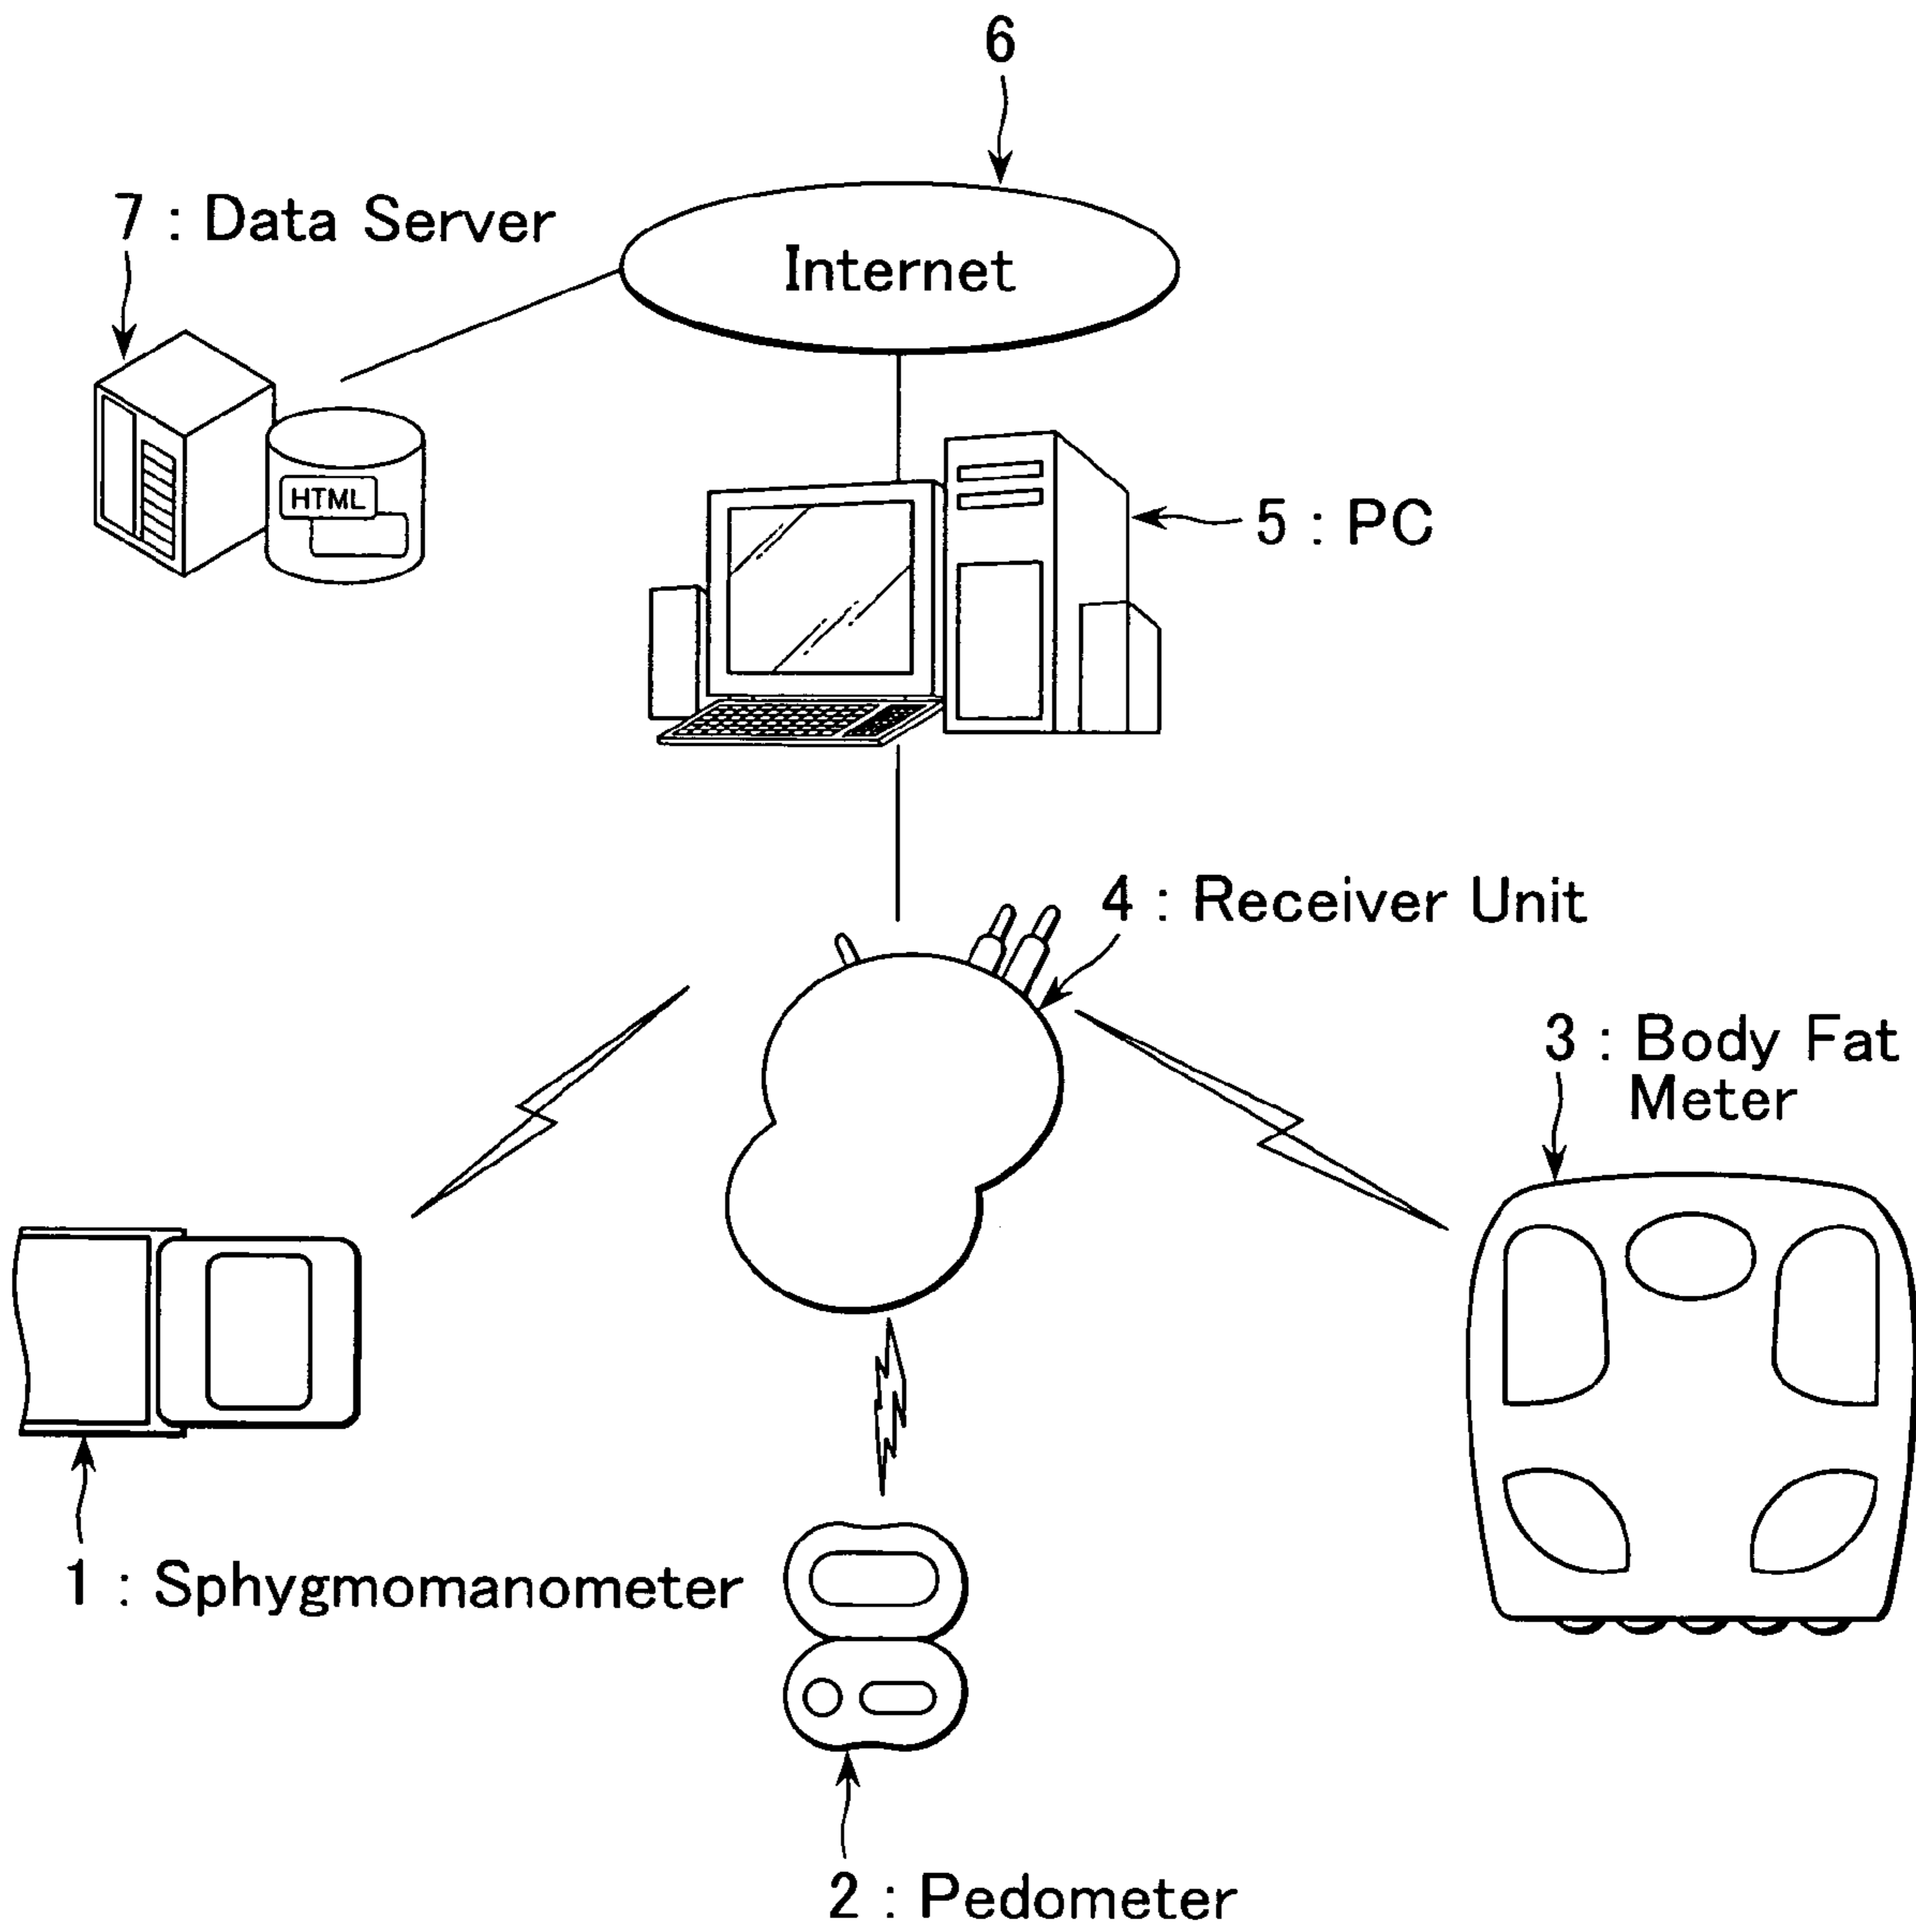 6
7 : Data Server
Internet
HTML
5 : PC
4 : Receiver Unit
3 : Body Fat
Meter
1 : Sphygmomanometer
2 : Pedometer